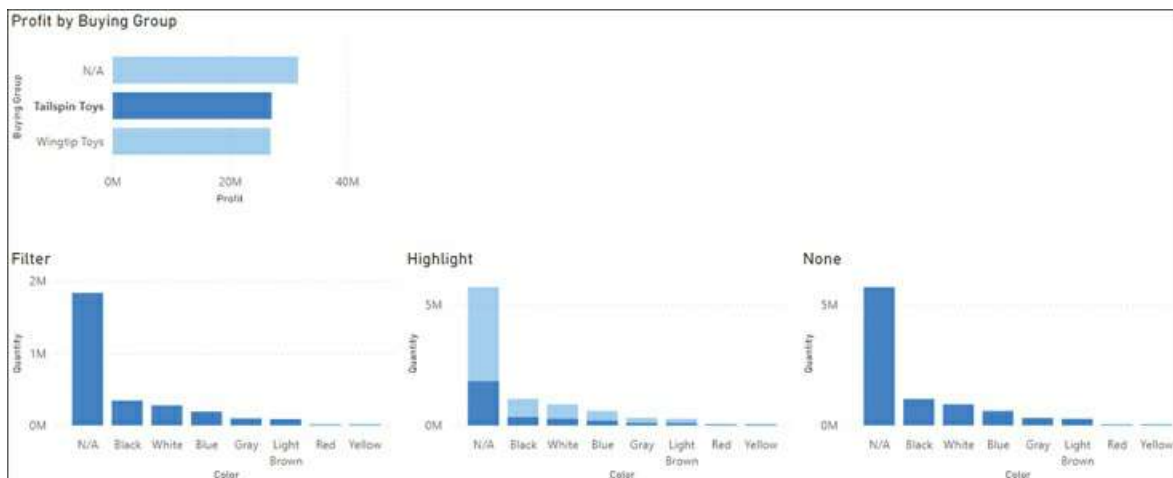 Profit by Buying Group
Buying Group
N/A
Tailspin Toys
Wingtip Toys
0M 20M 40M
Profit
Filter
Quantity
2M
1M
0M
N/A Black White Blue Gray Light Brown Red Yellow
Color
Highlight
Quantity
5M
0M
N/A Black White Blue Gray Light Brown Red Yellow
Color
None
Quantity
5M
0M
N/A Black White Blue Gray Light Brown Red Yellow
Color